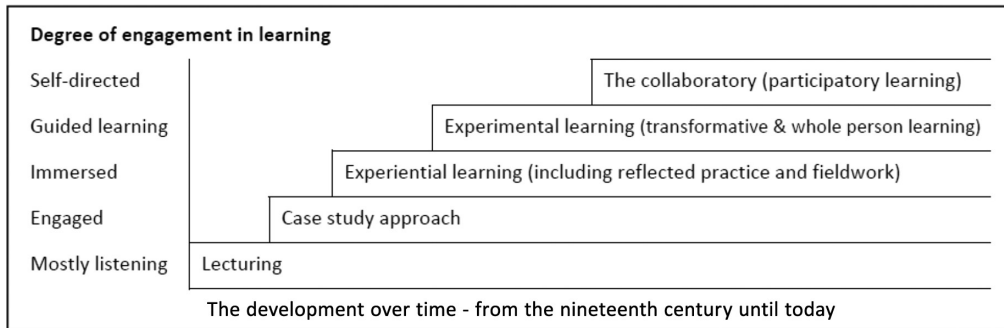 Degree of engagement in learning
Self-directed The collaboratory (participatory learning)
Guided learning Experimental learning (transformative & whole person learning)
Immersed Experiential learning (including reflected practice and fieldwork)
Engaged Case study approach
Mostly listening Lecturing
The development over time - from the nineteenth century until today